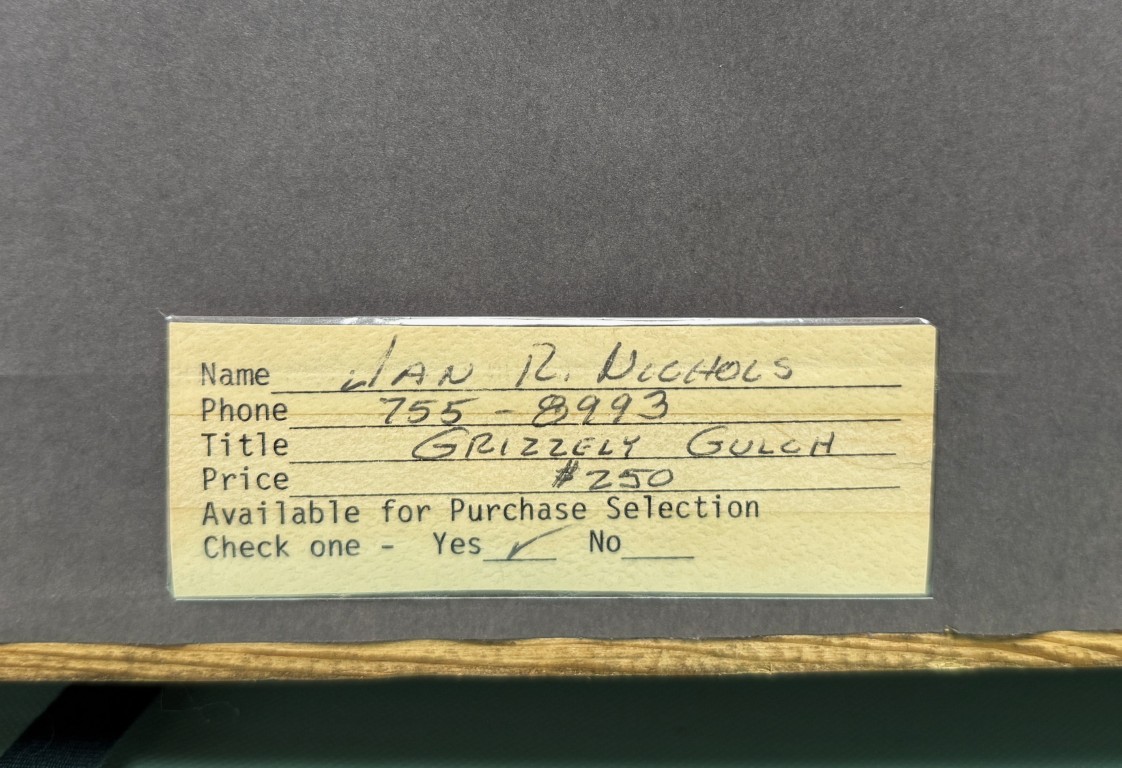 Name JAN R. NICHOLS
Phone 755-8993
Title GRIZZELY GULCH
Price $250
Available for Purchase Selection
Check one - Yes ✓ No